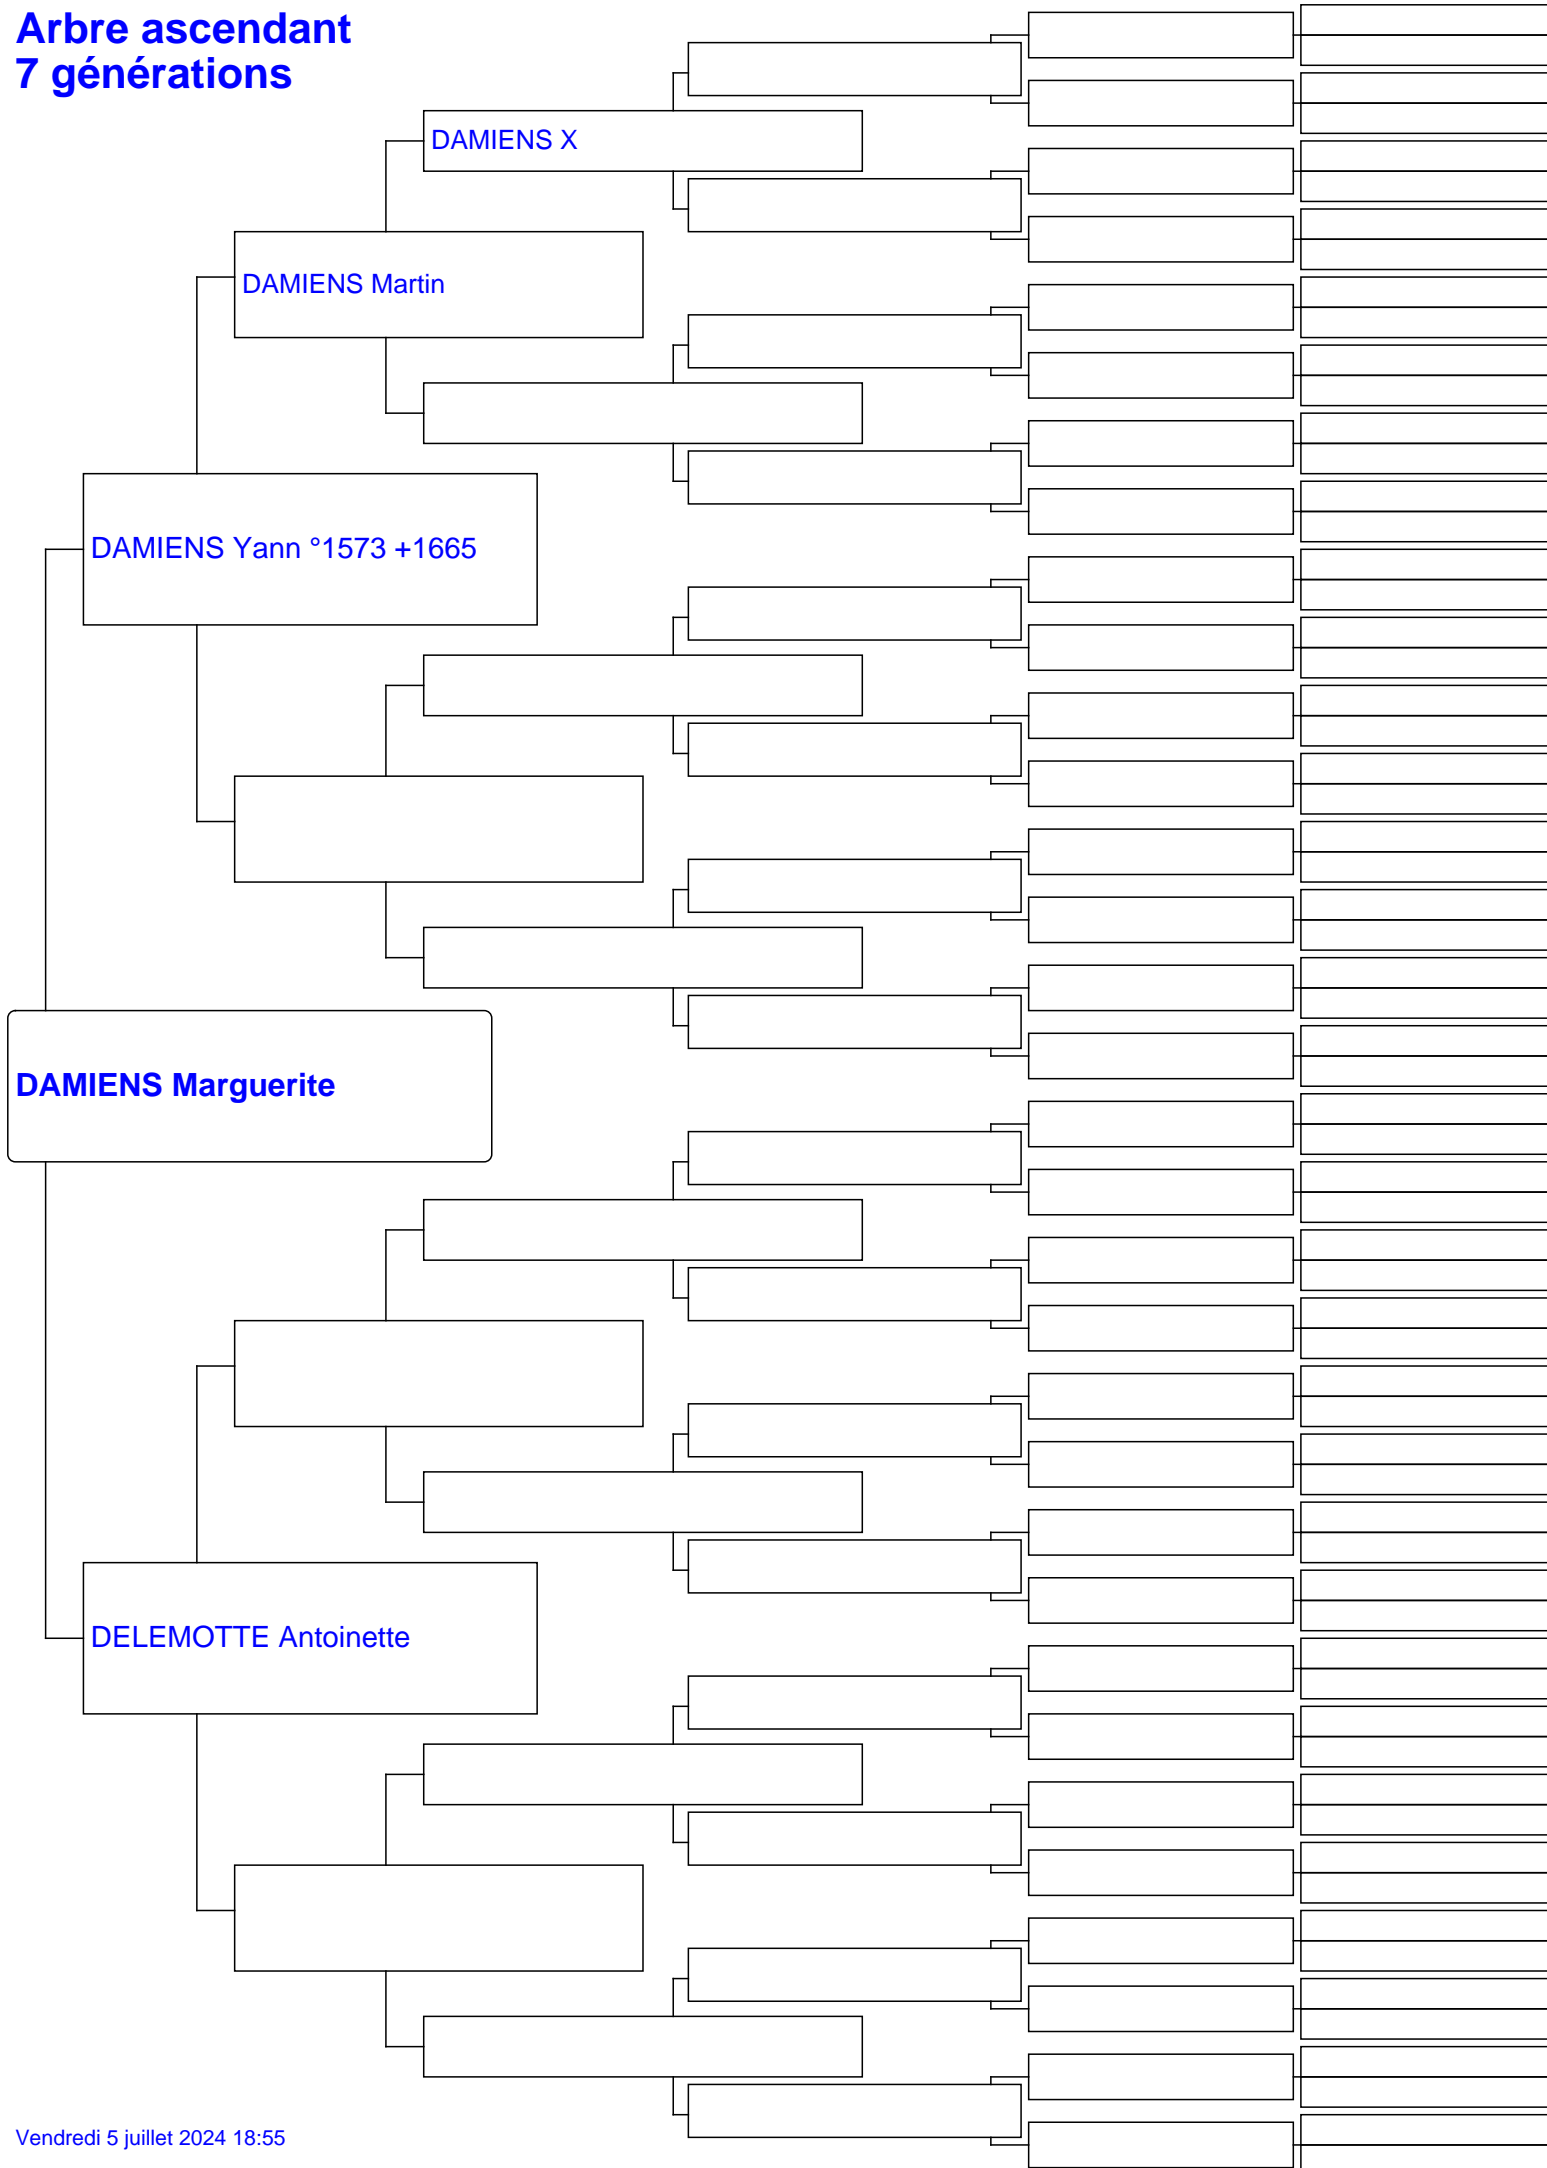 Arbre ascendant
7 générations
DAMIENS X
DAMIENS Martin
DAMIENS Yann °1573 +1665
DAMIENS Marguerite
DELEMOTTE Antoinette
Vendredi 5 juillet 2024 18:55